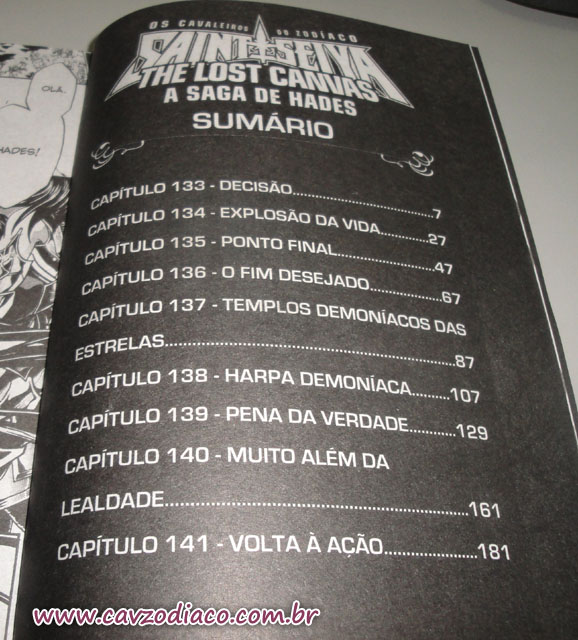 OS CAVALEIROS DO ZODÍACO
SAINT SEIYA
THE LOST CANVAS
A SAGA DE HADES
SUMÁRIO
OLÁ.
HADES!
CAPÍTULO 133 - DECISÃO....................................7
CAPÍTULO 134 - EXPLOSÃO DA VIDA............27
CAPÍTULO 135 - PONTO FINAL........................47
CAPÍTULO 136 - O FIM DESEJADO.................67
CAPÍTULO 137 - TEMPLOS DEMONÍACOS DAS
ESTRELAS..........................................................87
CAPÍTULO 138 - HARPA DEMONÍACA.........107
CAPÍTULO 139 - PENA DA VERDADE...........129
CAPÍTULO 140 - MUITO ALÉM DA
LEALDADE.........................................................161
CAPÍTULO 141 - VOLTA À AÇÃO.....................181
www.cavzodiaco.com.br